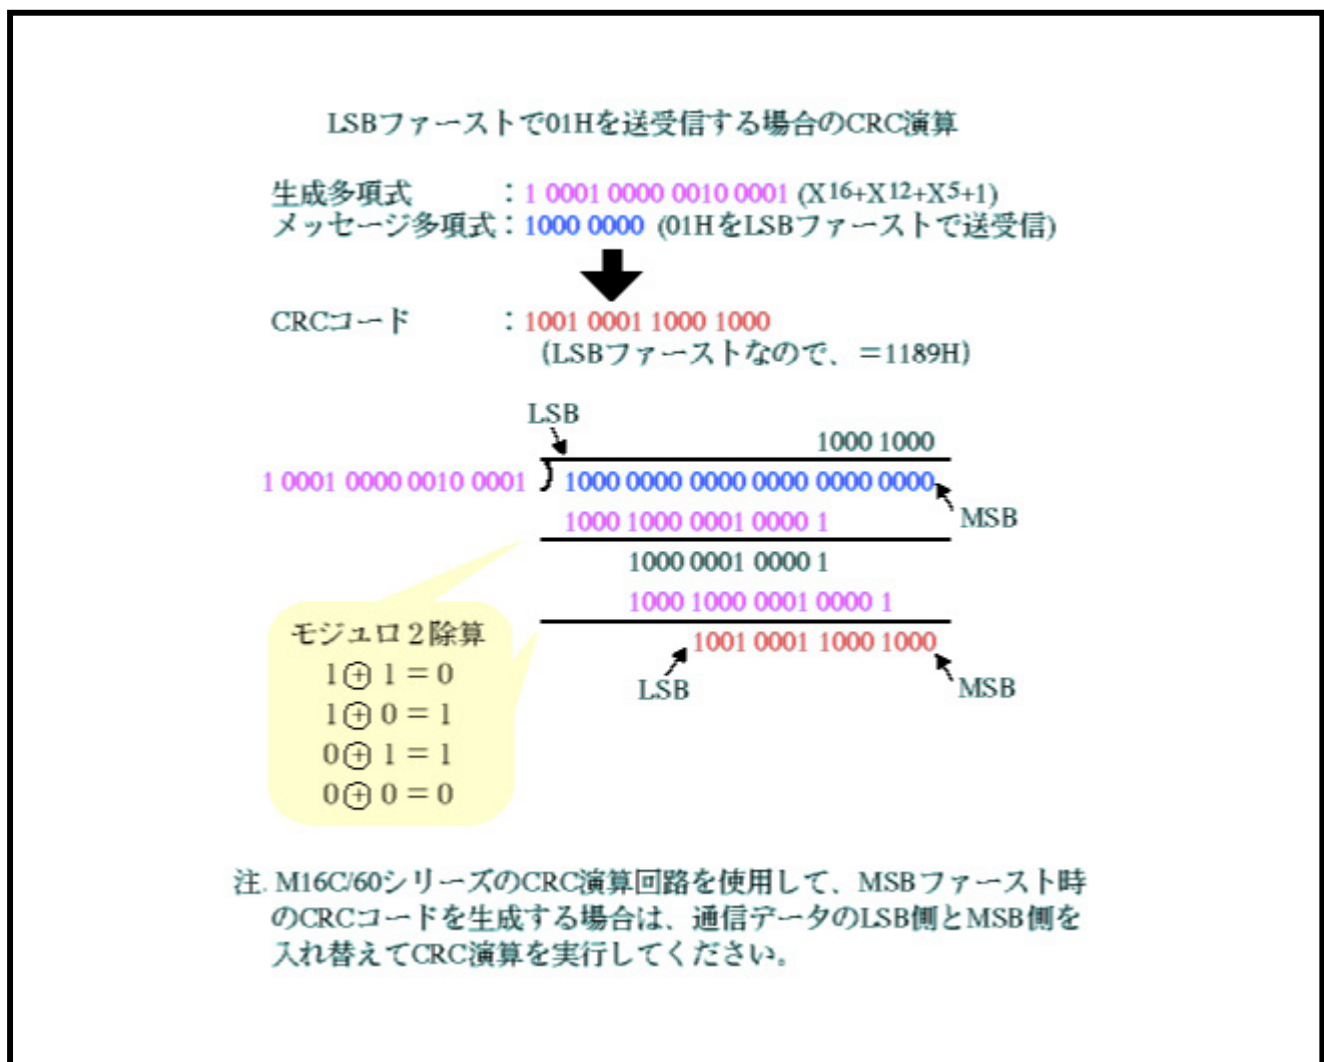 LSBファーストで01Hを送受信する場合のCRC演算
生成多項式 ：1 0001 0000 0010 0001 (X16+X12+X5+1)
メッセージ多項式：1000 0000 (01HをLSBファーストで送受信)
CRCコード ：1001 0001 1000 1000
(LSBファーストなので、＝1189H)
LSB
1000 1000
1 0001 0000 0010 0001 ) 1000 0000 0000 0000 0000 0000
MSB
1000 1000 0001 0000 1
1000 0001 0000 1
1000 1000 0001 0000 1
1001 0001 1000 1000
LSB
MSB
モジュロ2除算
1⊕1＝0
1⊕0＝1
0⊕1＝1
0⊕0＝0
注. M16C/60シリーズのCRC演算回路を使用して、MSBファースト時
のCRCコードを生成する場合は、通信データのLSB側とMSB側を
入れ替えてCRC演算を実行してください。